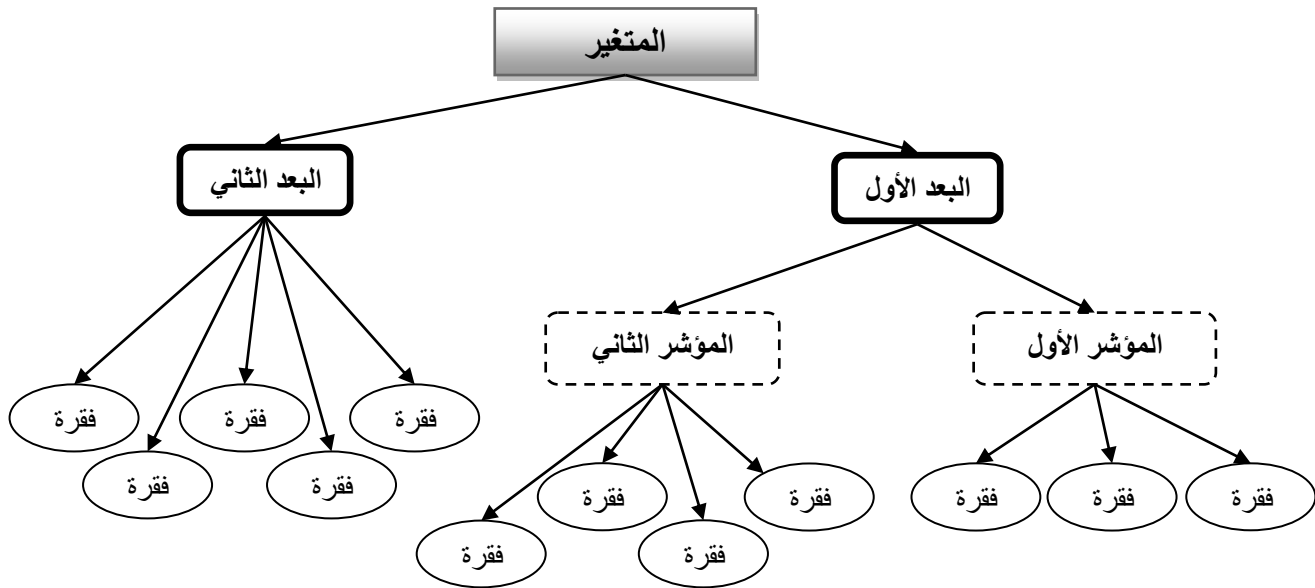 المتغير
البعد الأول
البعد الثاني
المؤشر الأول
المؤشر الثاني
فقرة
فقرة
فقرة
فقرة
فقرة
فقرة
فقرة
فقرة
فقرة
فقرة
فقرة
فقرة